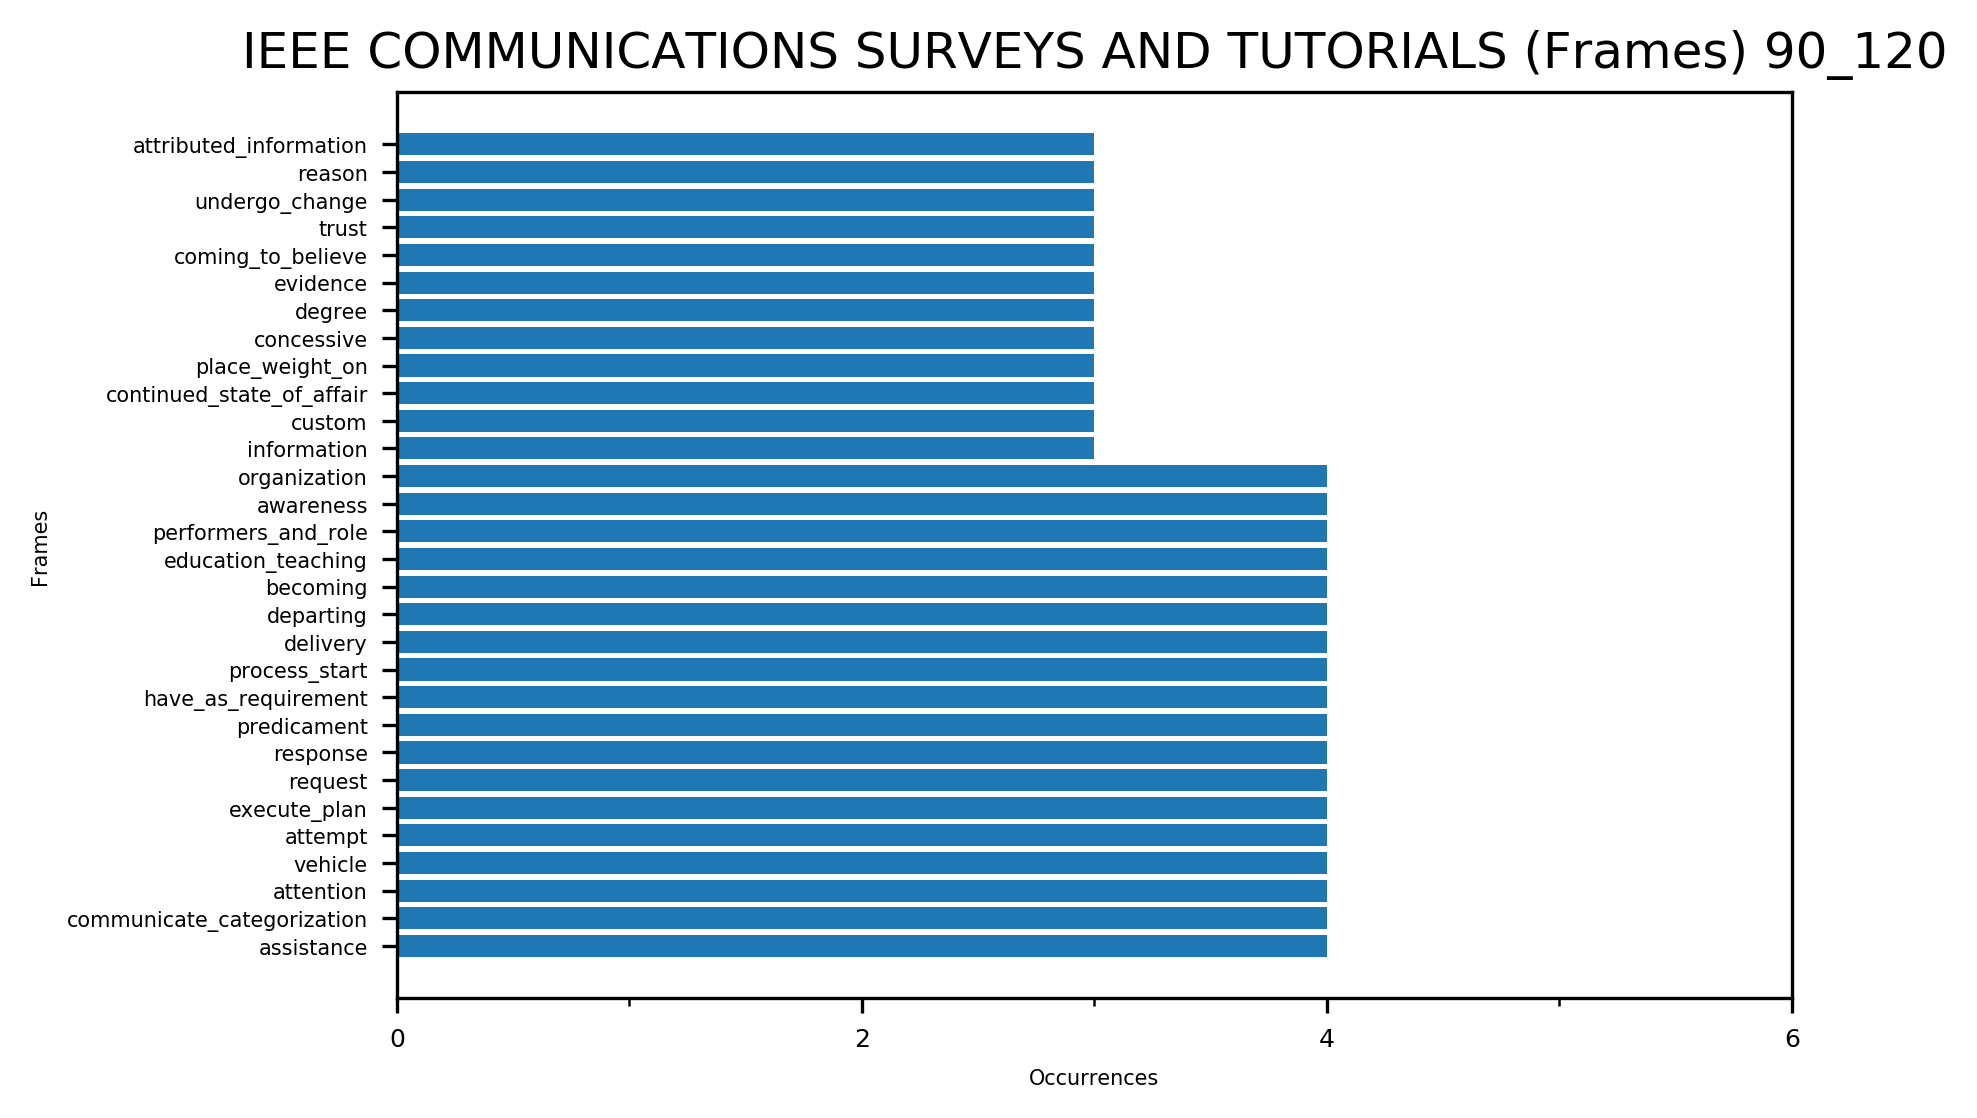 IEEE COMMUNICATIONS SURVEYS AND TUTORIALS (Frames) 90_120
attributed_information
reason
undergo_change
trust
coming_to_believe
evidence
degree
concessive
place_weight_on
continued_state_of_affair
custom
information
organization
awareness
performers_and_role
education_teaching
becoming
departing
delivery
process_start
have_as_requirement
predicament
response
request
execute_plan
attempt
vehicle
attention
communicate_categorization
assistance
Frames
0 2 4 6
Occurrences